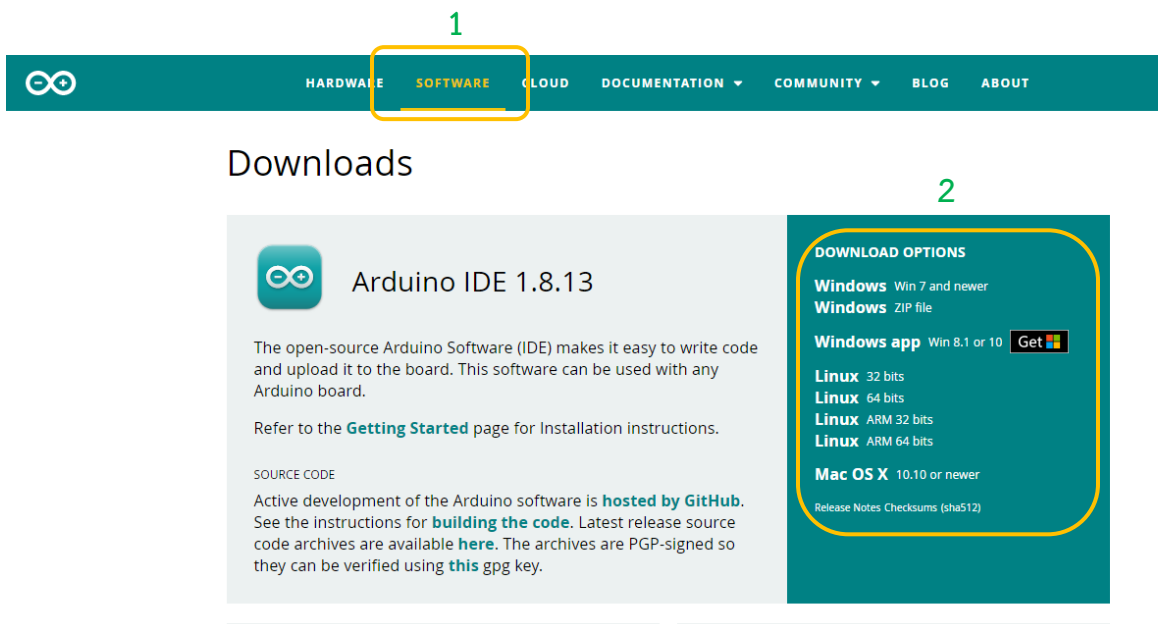 1
HARDWARE SOFTWARE CLOUD DOCUMENTATION COMMUNITY BLOG ABOUT
Downloads
2
Arduino IDE 1.8.13
The open-source Arduino Software (IDE) makes it easy to write code
and upload it to the board. This software can be used with any
Arduino board.
Refer to the Getting Started page for Installation instructions.
SOURCE CODE
Active development of the Arduino software is hosted by GitHub.
See the instructions for building the code. Latest release source
code archives are available here. The archives are PGP-signed so
they can be verified using this gpg key.
DOWNLOAD OPTIONS
Windows Win 7 and newer
Windows ZIP file
Windows app Win 8.1 or 10 Get
Linux 32 bits
Linux 64 bits
Linux ARM 32 bits
Linux ARM 64 bits
Mac OS X 10.10 or newer
Release Notes Checksums (sha512)